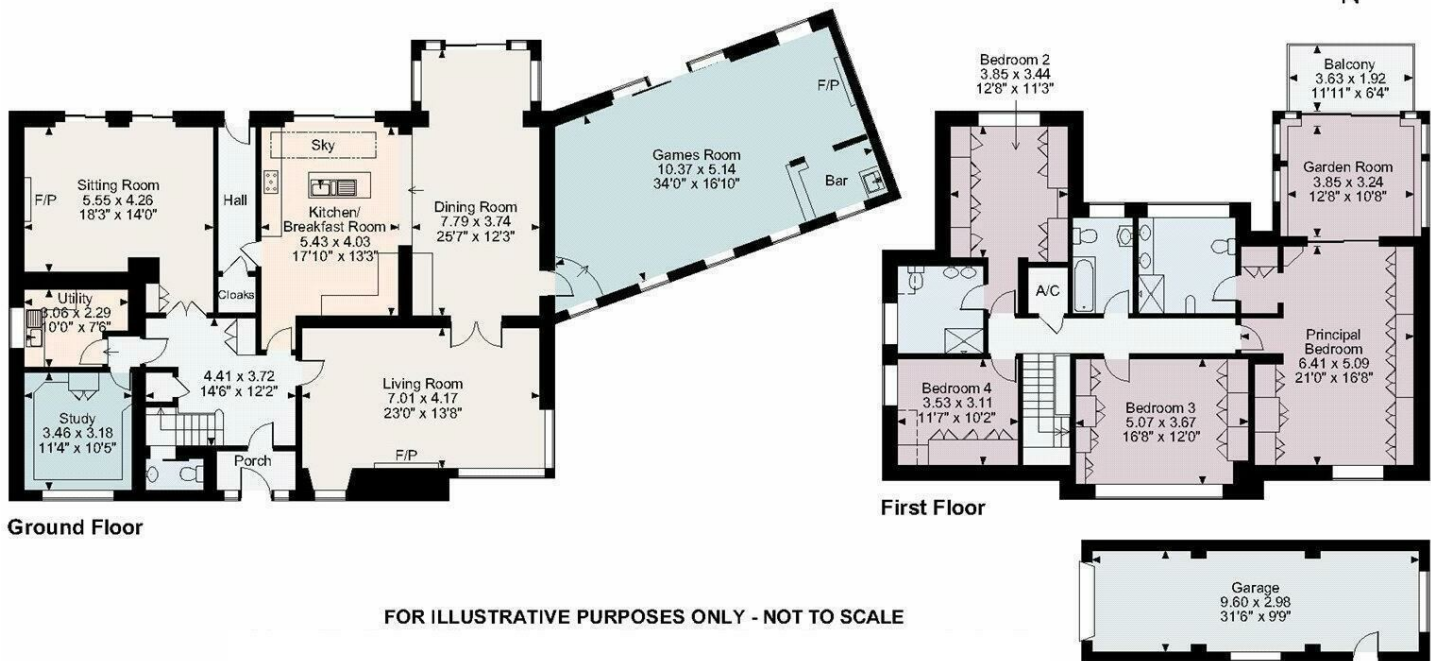 N
Sitting Room
5.55 x 4.26
18'3" x 14'0"
F/P
Hall
Sky
Kitchen/
Breakfast Room
5.43 x 4.03
17'10" x 13'3"
Cloaks
Dining Room
7.79 x 3.74
25'7" x 12'3"
Games Room
10.37 x 5.14
34'0" x 16'10"
F/P
Bar
Utility
3.06 x 2.29
10'0" x 7'6"
Study
3.46 x 3.18
11'4" x 10'5"
4.41 x 3.72
14'6" x 12'2"
Porch
Living Room
7.01 x 4.17
23'0" x 13'8"
F/P
Ground Floor
Bedroom 2
3.85 x 3.44
12'8" x 11'3"
Balcony
3.63 x 1.92
11'11" x 6'4"
Garden Room
3.85 x 3.24
12'8" x 10'8"
A/C
Principal
Bedroom
6.41 x 5.09
21'0" x 16'8"
Bedroom 4
3.53 x 3.11
11'7" x 10'2"
Bedroom 3
5.07 x 3.67
16'8" x 12'0"
First Floor
Garage
9.60 x 2.98
31'6" x 9'9"
FOR ILLUSTRATIVE PURPOSES ONLY - NOT TO SCALE